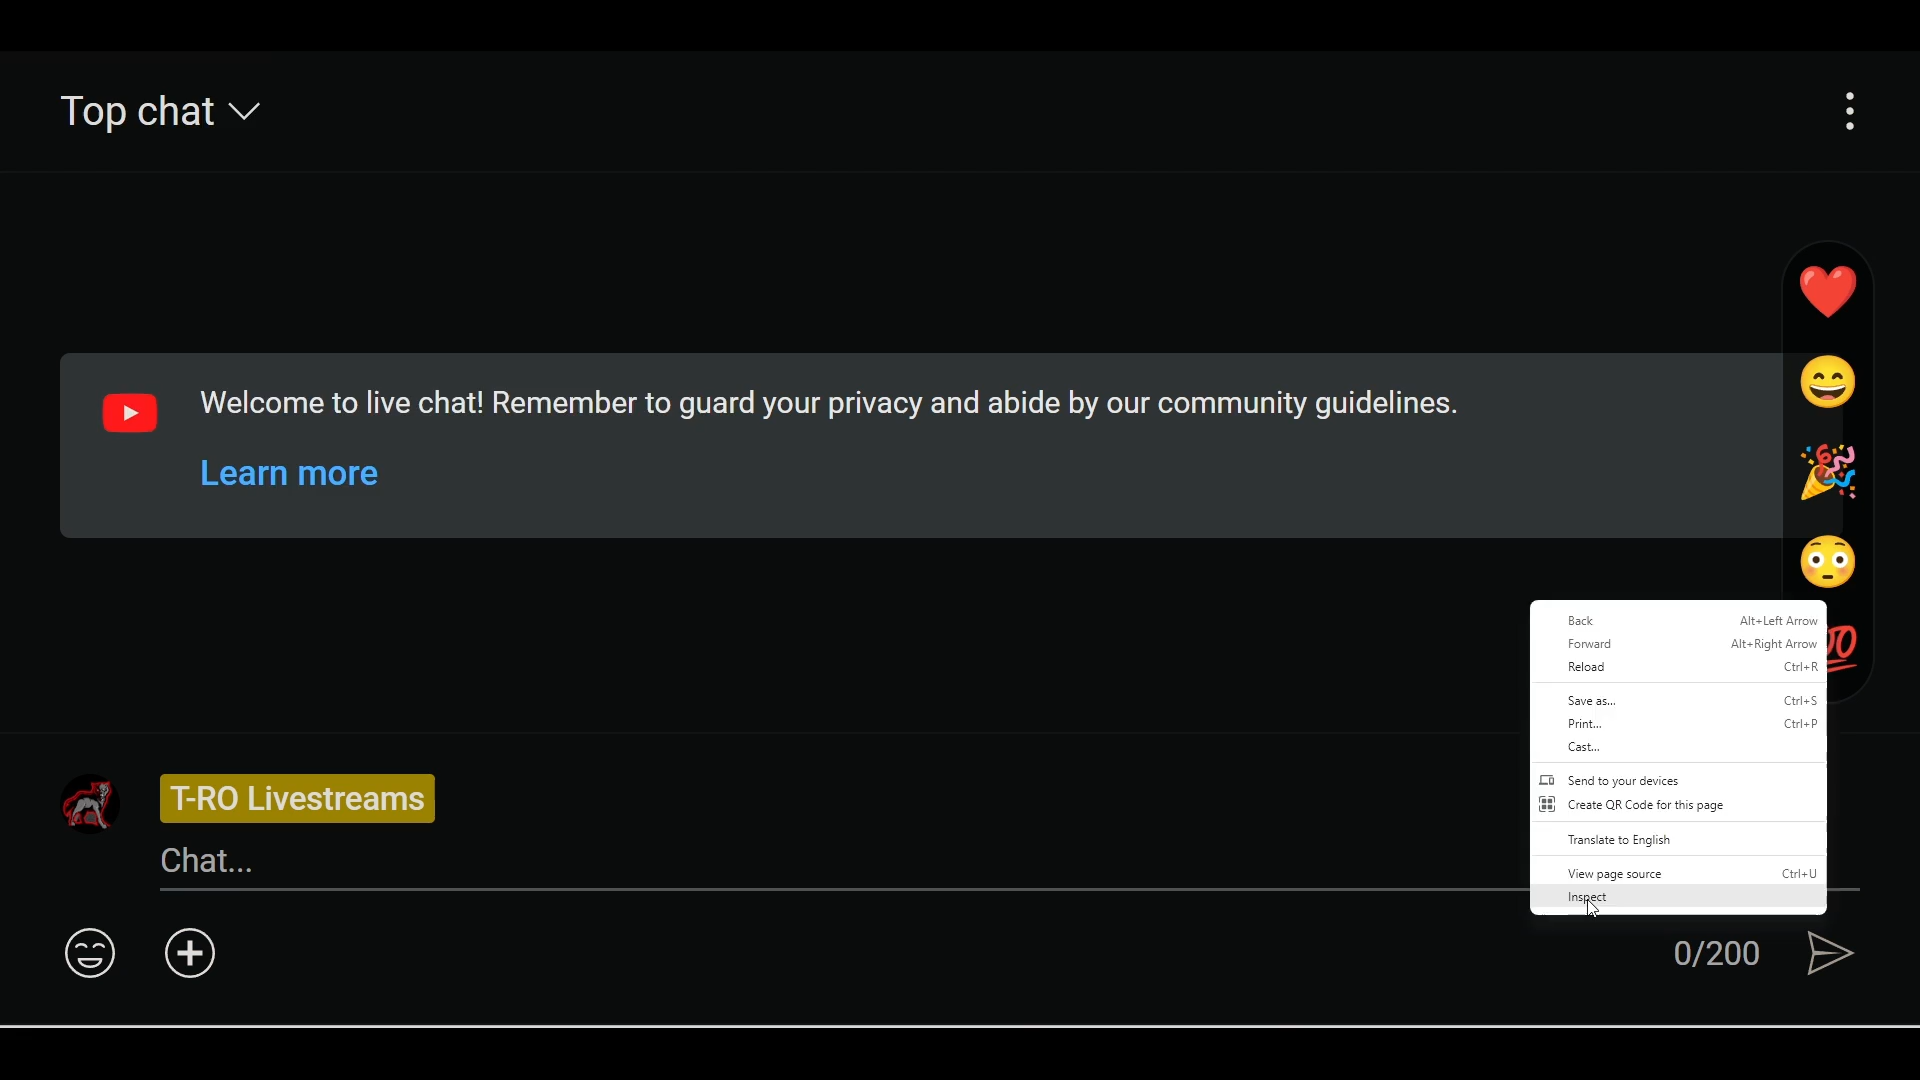 Top chat
Welcome to live chat! Remember to guard your privacy and abide by our community guidelines.
Learn more
Back Alt+Left Arrow
Forward Alt+Right Arrow
Reload Ctrl+R
Save as... Ctrl+S
Print... Ctrl+P
Cast...
Send to your devices
Create QR Code for this page
Translate to English
View page source Ctrl+U
Inspect
T-RO Livestreams
Chat...
0/200